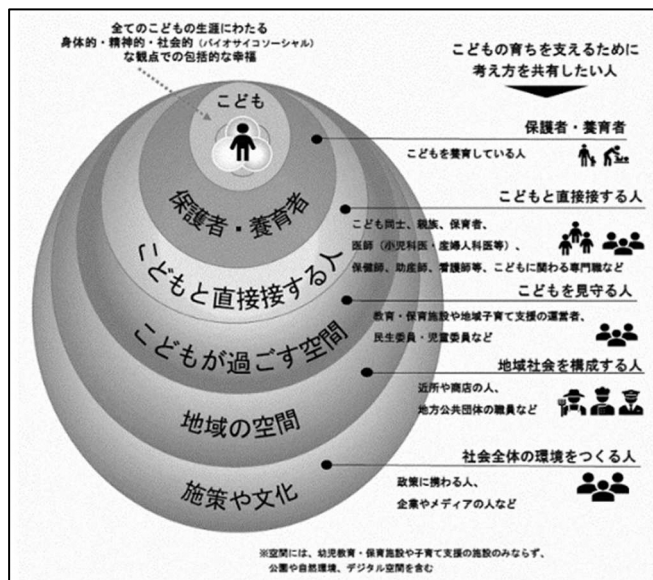 全てのこどもの生涯にわたる
身体的・精神的・社会的（バイオサイコソーシャル）
な観点での包括的な幸福
こどもの育ちを支えるために
考え方を共有したい人
こども
保護者・養育者
こどもと直接接する人
こどもが過ごす空間
地域の空間
施策や文化
保護者・養育者
こどもを養育している人
こどもと直接接する人
こども同士、親族、保育者、
医師（小児科医・産婦人科医等）、
保健師、助産師、看護師等、こどもに関わる専門職など
こどもを見守る人
教育・保育施設や地域子育て支援の運営者、
民生委員・児童委員など
地域社会を構成する人
近所や商店の人、
地方公共団体の職員など
社会全体の環境をつくる人
政策に携わる人、
企業やメディアの人など
※空間には、幼児教育・保育施設や子育て支援の施設のみならず、
公園や自然環境、デジタル空間を含む